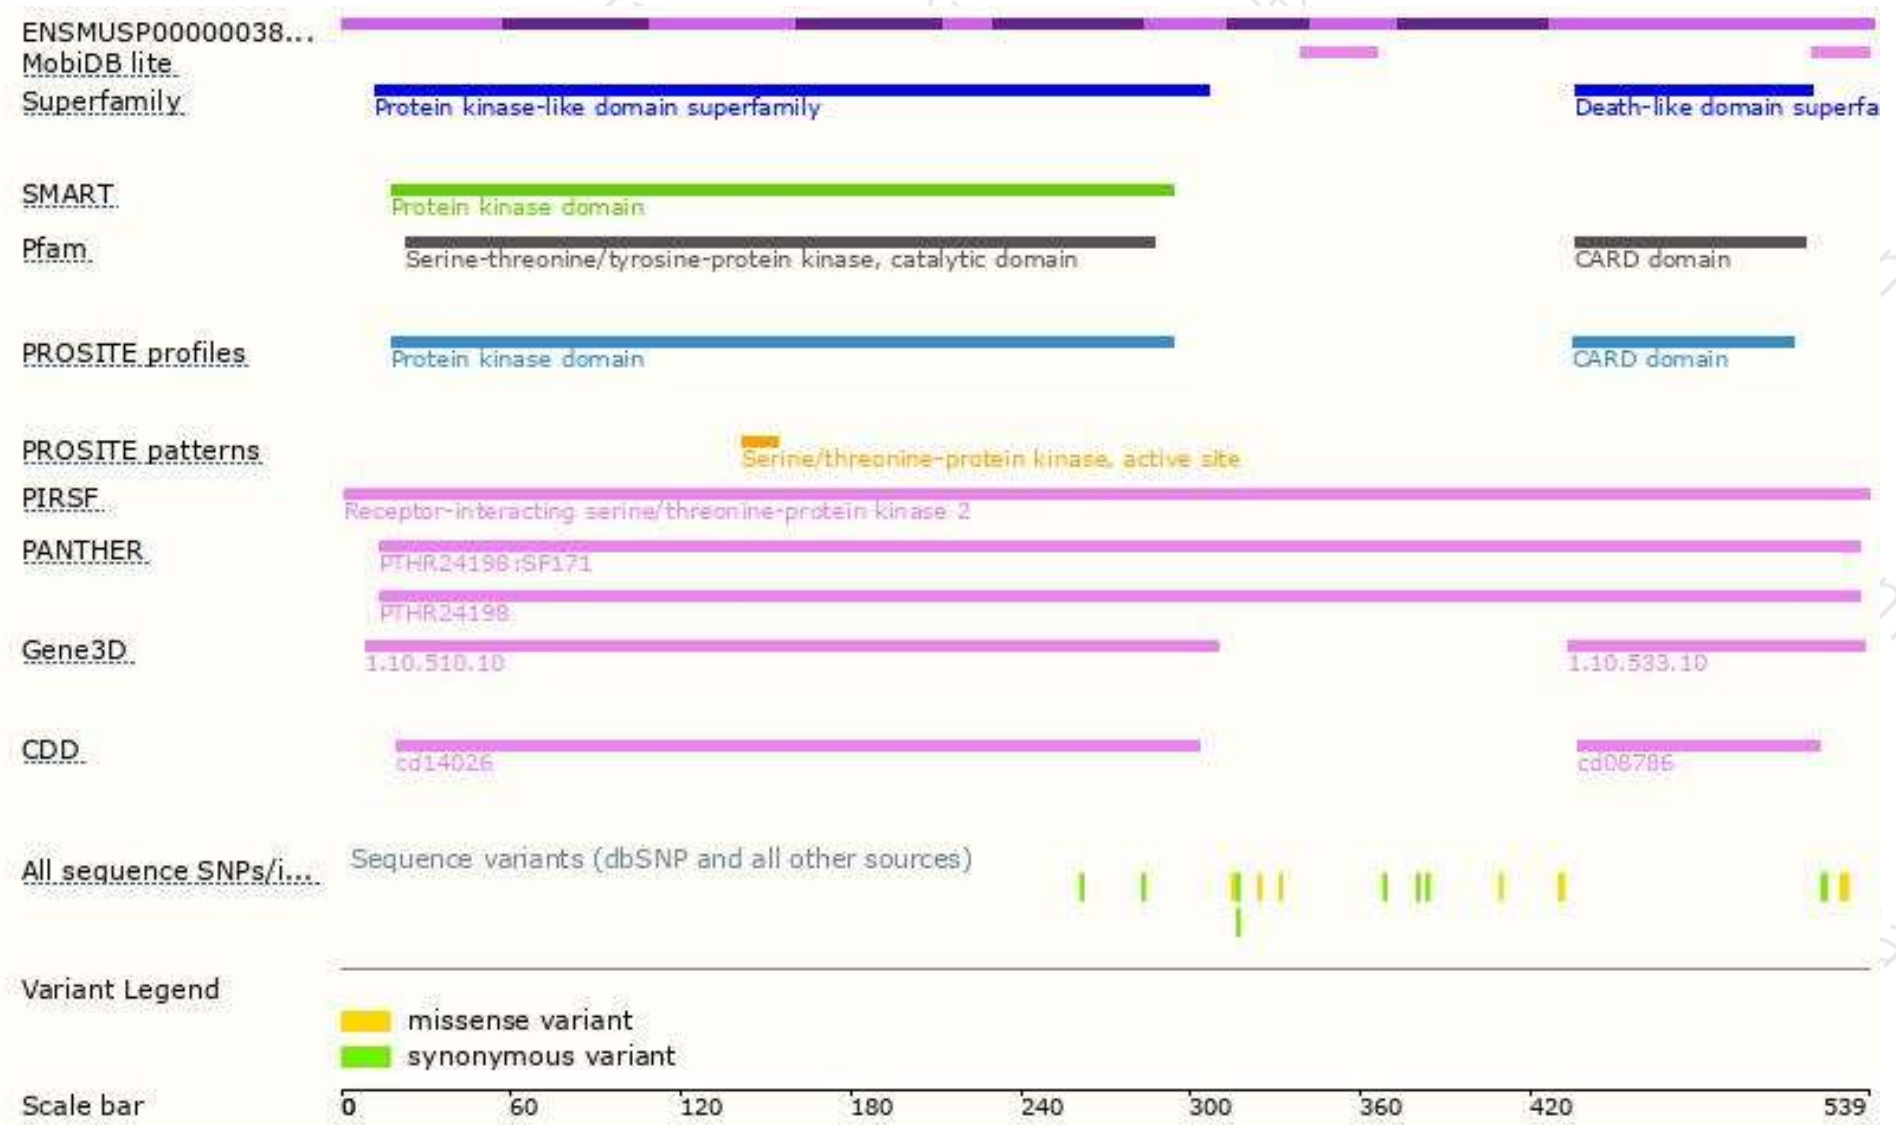 ENSMUSP00000038...
MobiDB lite
Superfamily
Protein kinase-like domain superfamily
Death-like domain superfa
SMART
Protein kinase domain
Pfam
Serine-threonine/tyrosine-protein kinase, catalytic domain
CARD domain
PROSITE profiles
Protein kinase domain
CARD domain
PROSITE patterns
Serine/threonine-protein kinase, active site
PIRSF
Receptor-interacting serine/threonine-protein kinase 2
PANTHER
PTHR24198:SF171
PTHR24198
Gene3D
1.10.510.10
1.10.533.10
CDD
cd14026
cd08786
All sequence SNPs/i...
Sequence variants (dbSNP and all other sources)
Variant Legend
missense variant
synonymous variant
Scale bar
0 60 120 180 240 300 360 420 539